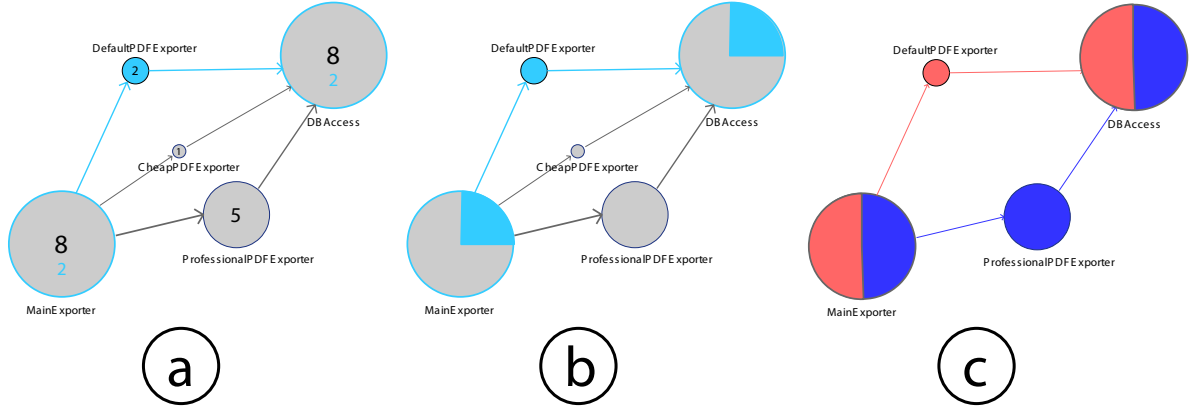 DefaultPDFExporter
2
8
2
DBAccess
1
CheapPDFExporter
5
ProfessionalPDFExporter
8
2
MainExporter
a
DefaultPDFExporter
DBAccess
CheapPDFExporter
ProfessionalPDFExporter
MainExporter
b
DefaultPDFExporter
DBAccess
ProfessionalPDFExporter
MainExporter
c